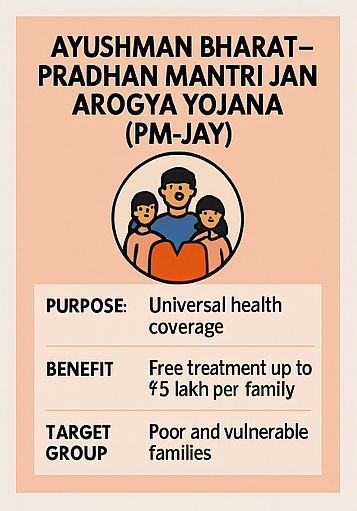 AYUSHMAN BHARAT–
PRADHAN MANTRI JAN
AROGYA YOJANA
(PM-JAY)
PURPOSE: Universal health
coverage
BENEFIT Free treatment up to
₹5 lakh per family
TARGET Poor and vulnerable
GROUP families